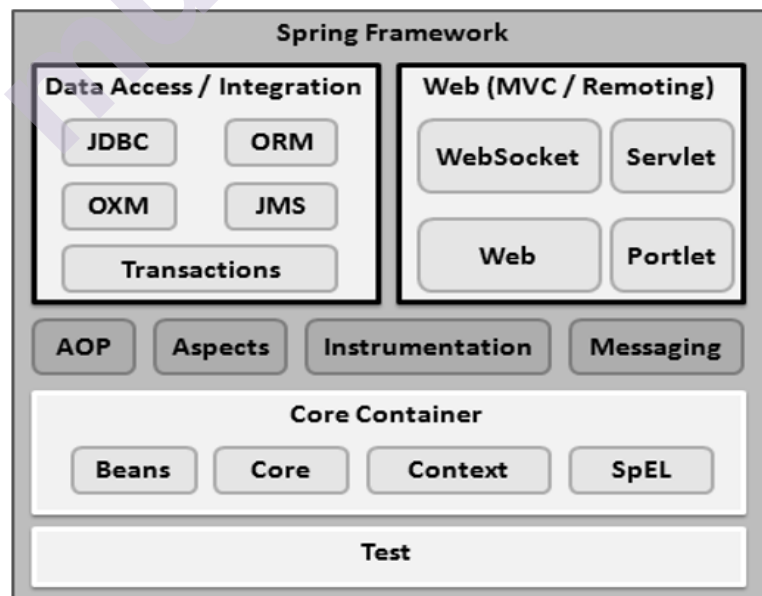 Spring Framework
Data Access / Integration
JDBC ORM
OXM JMS
Transactions
Web (MVC / Remoting)
WebSocket Servlet
Web Portlet
AOP Aspects Instrumentation Messaging
Core Container
Beans Core Context SpEL
Test